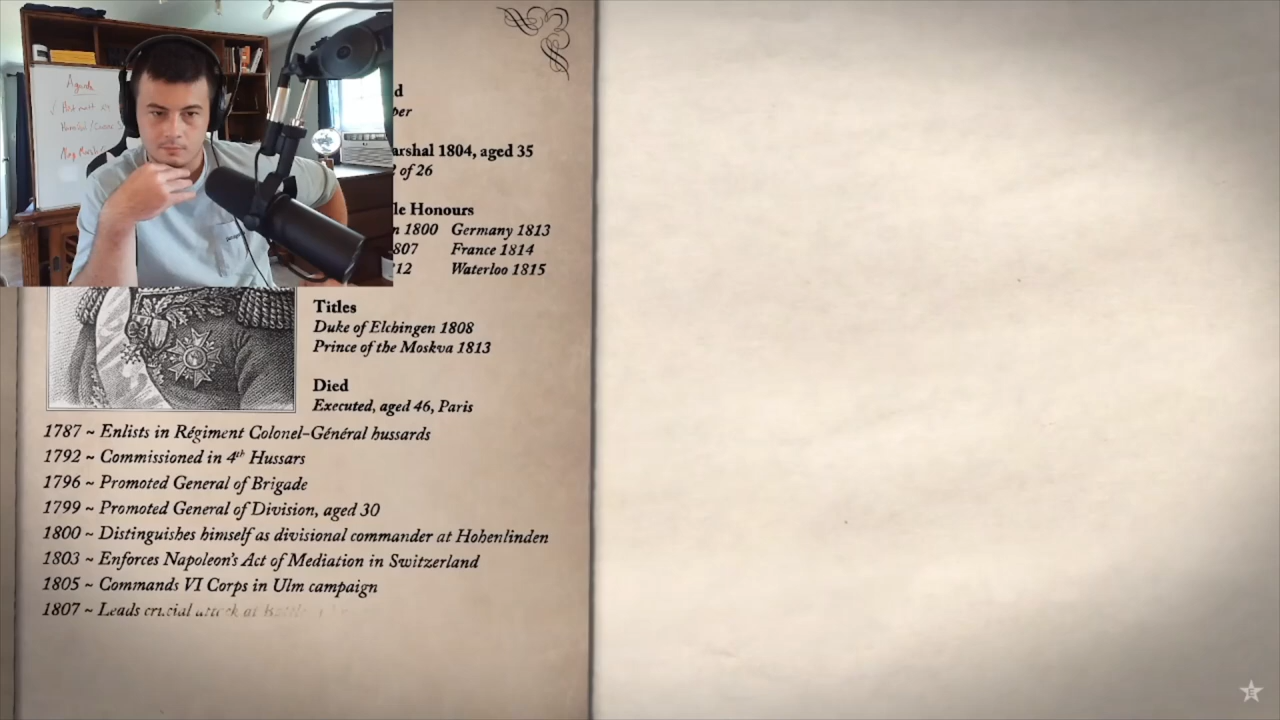 Agenda
d
per
arshal 1804, aged 35
of 26
le Honours
n 1800 Germany 1813
807 France 1814
12 Waterloo 1815
Titles
Duke of Elchingen 1808
Prince of the Moskva 1813
Died
Executed, aged 46, Paris
1787 ~ Enlists in Régiment Colonel-Général hussards
1792 ~ Commissioned in 4th Hussars
1796 ~ Promoted General of Brigade
1799 ~ Promoted General of Division, aged 30
1800 ~ Distinguishes himself as divisional commander at Hohenlinden
1803 ~ Enforces Napoleon's Act of Mediation in Switzerland
1805 ~ Commands VI Corps in Ulm campaign
1807 ~ Leads crucial attack at
E